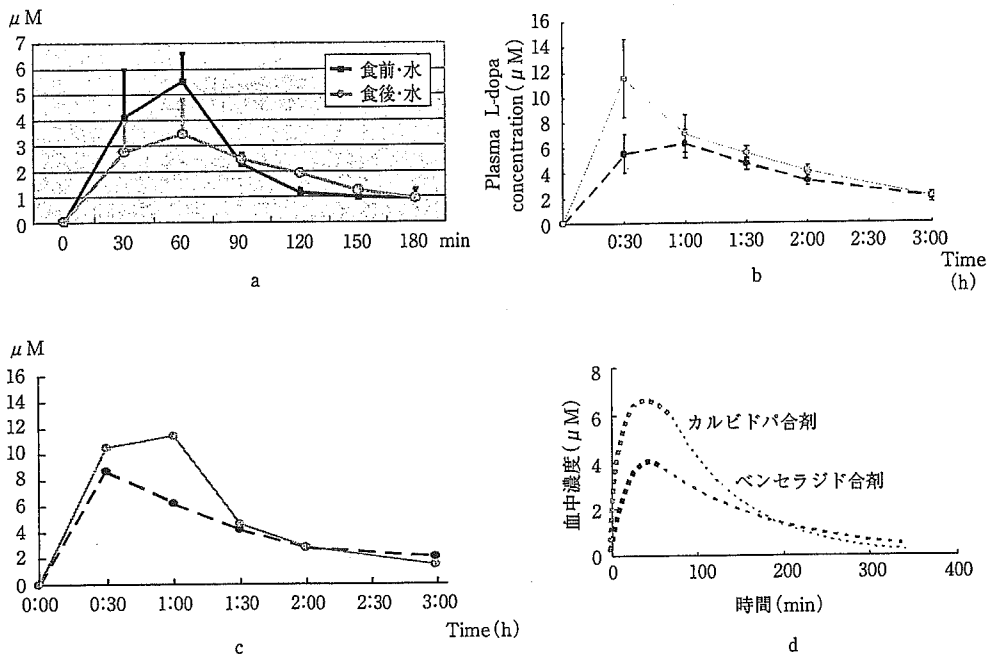 μM
7
6
5
4
3
2
1
0
食前・水
食後・水
0 30 60 90 120 150 180 min
a
Plasma L-dopa
concentration(μM)
16
14
12
10
8
6
4
2
0
0:30 1:00 1:30 2:00 2:30 3:00
Time
(h)
b
μM
16
14
12
10
8
6
4
2
0
0:00 0:30 1:00 1:30 2:00 3:00
Time(h)
c
血中濃度(μM)
8
6
4
2
0
カルビドパ合剤
ベンセラジド合剤
0 100 200 300 400
時間(min)
d